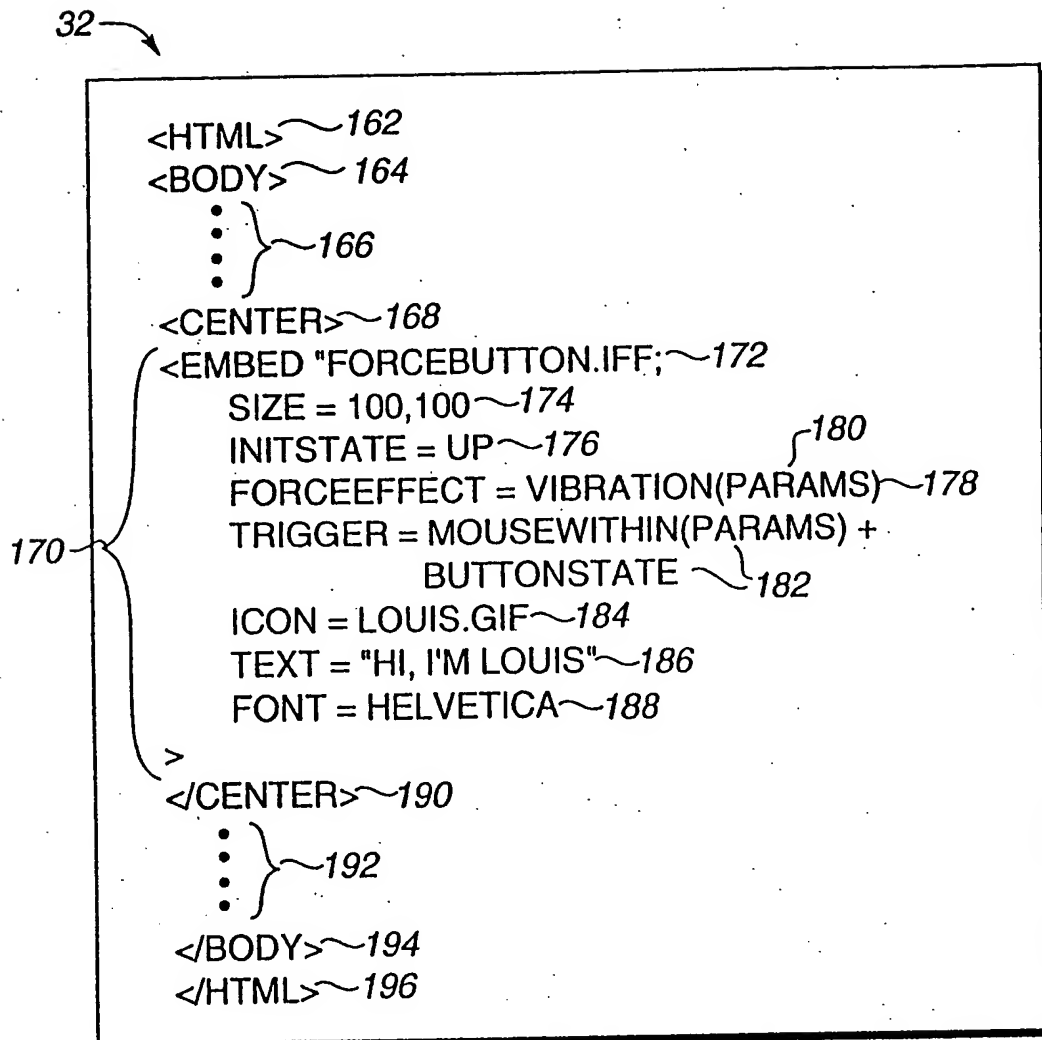 32
<HTML> 162
<BODY> 164
166
<CENTER> 168
<EMBED "FORCEBUTTON.IFF; 172
SIZE = 100,100 174
INITSTATE = UP 176
180
FORCEEFFECT = VIBRATION(PARAMS) 178
TRIGGER = MOUSEWITHIN(PARAMS) +
170
BUTTONSTATE 182
ICON = LOUIS.GIF 184
TEXT = "HI, I'M LOUIS" 186
FONT = HELVETICA 188
>
</CENTER> 190
192
</BODY> 194
</HTML> 196